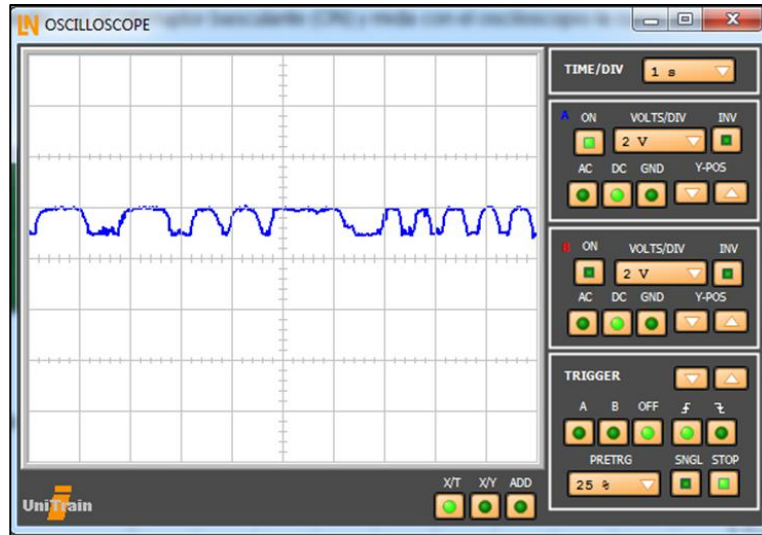 OSCILLOSCOPE
TIME/DIV 1 s
A ON VOLTS/DIV INV
2 V
AC DC GND Y-POS
B ON VOLTS/DIV INV
2 V
AC DC GND Y-POS
TRIGGER
A B OFF
PRETRG SNGL STOP
25 %
X/T X/Y ADD
UniTrain